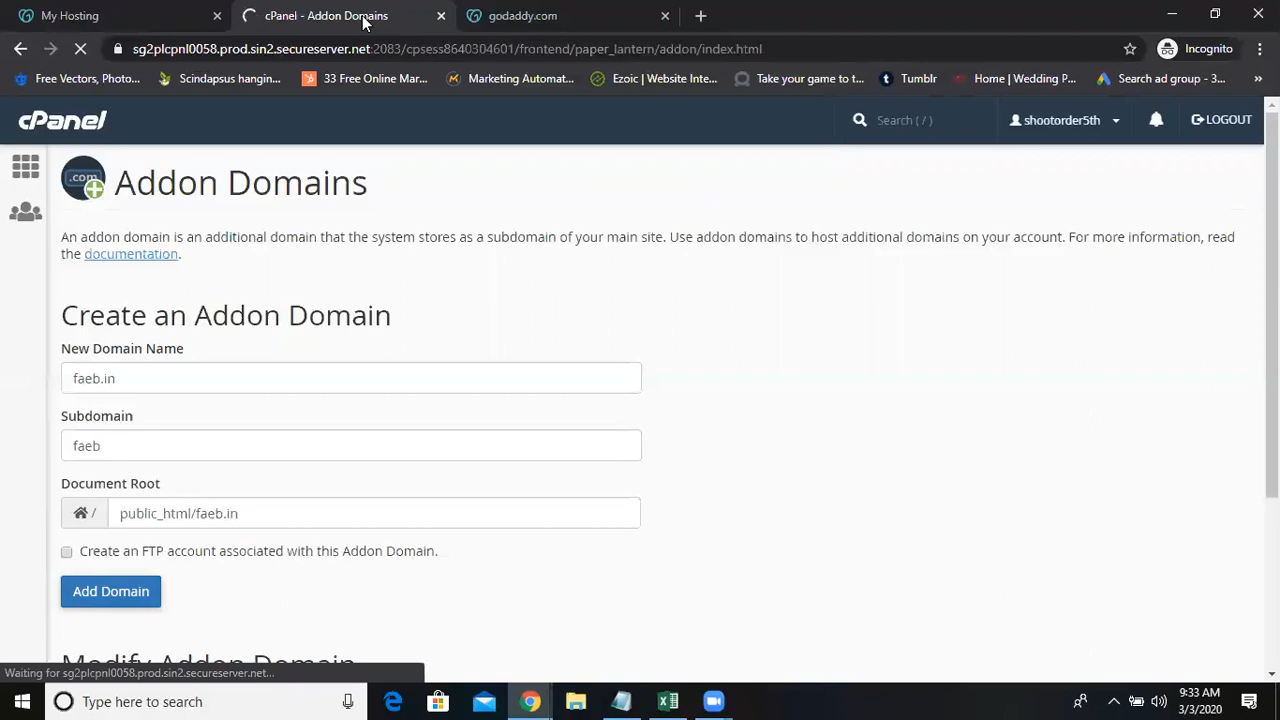 My Hosting
cPanel - Addon Domains
godaddy.com
sg2plcpnl0058.prod.sin2.secureserver.net:2083/cpsess8640304601/frontend/paper_lantern/addon/index.html
Incognito
Free Vectors, Photo...
Scindapsus hangin...
33 Free Online Mar...
Marketing Automat...
Ezoic | Website Inte...
Take your game to t...
Tumblr
Home | Wedding P...
Search ad group - 3...
»
cPanel
Search ( / )
shootorder5th
LOGOUT
.com
Addon Domains
An addon domain is an additional domain that the system stores as a subdomain of your main site. Use addon domains to host additional domains on your account. For more information, read
the documentation.
Create an Addon Domain
New Domain Name
faeb.in
Subdomain
faeb
Document Root
/ public_html/faeb.in
Create an FTP account associated with this Addon Domain.
Add Domain
Modify Addon Domain
Waiting for sg2plcpnl0058.prod.sin2.secureserver.net...
Type here to search
9:33 AM
3/3/2020